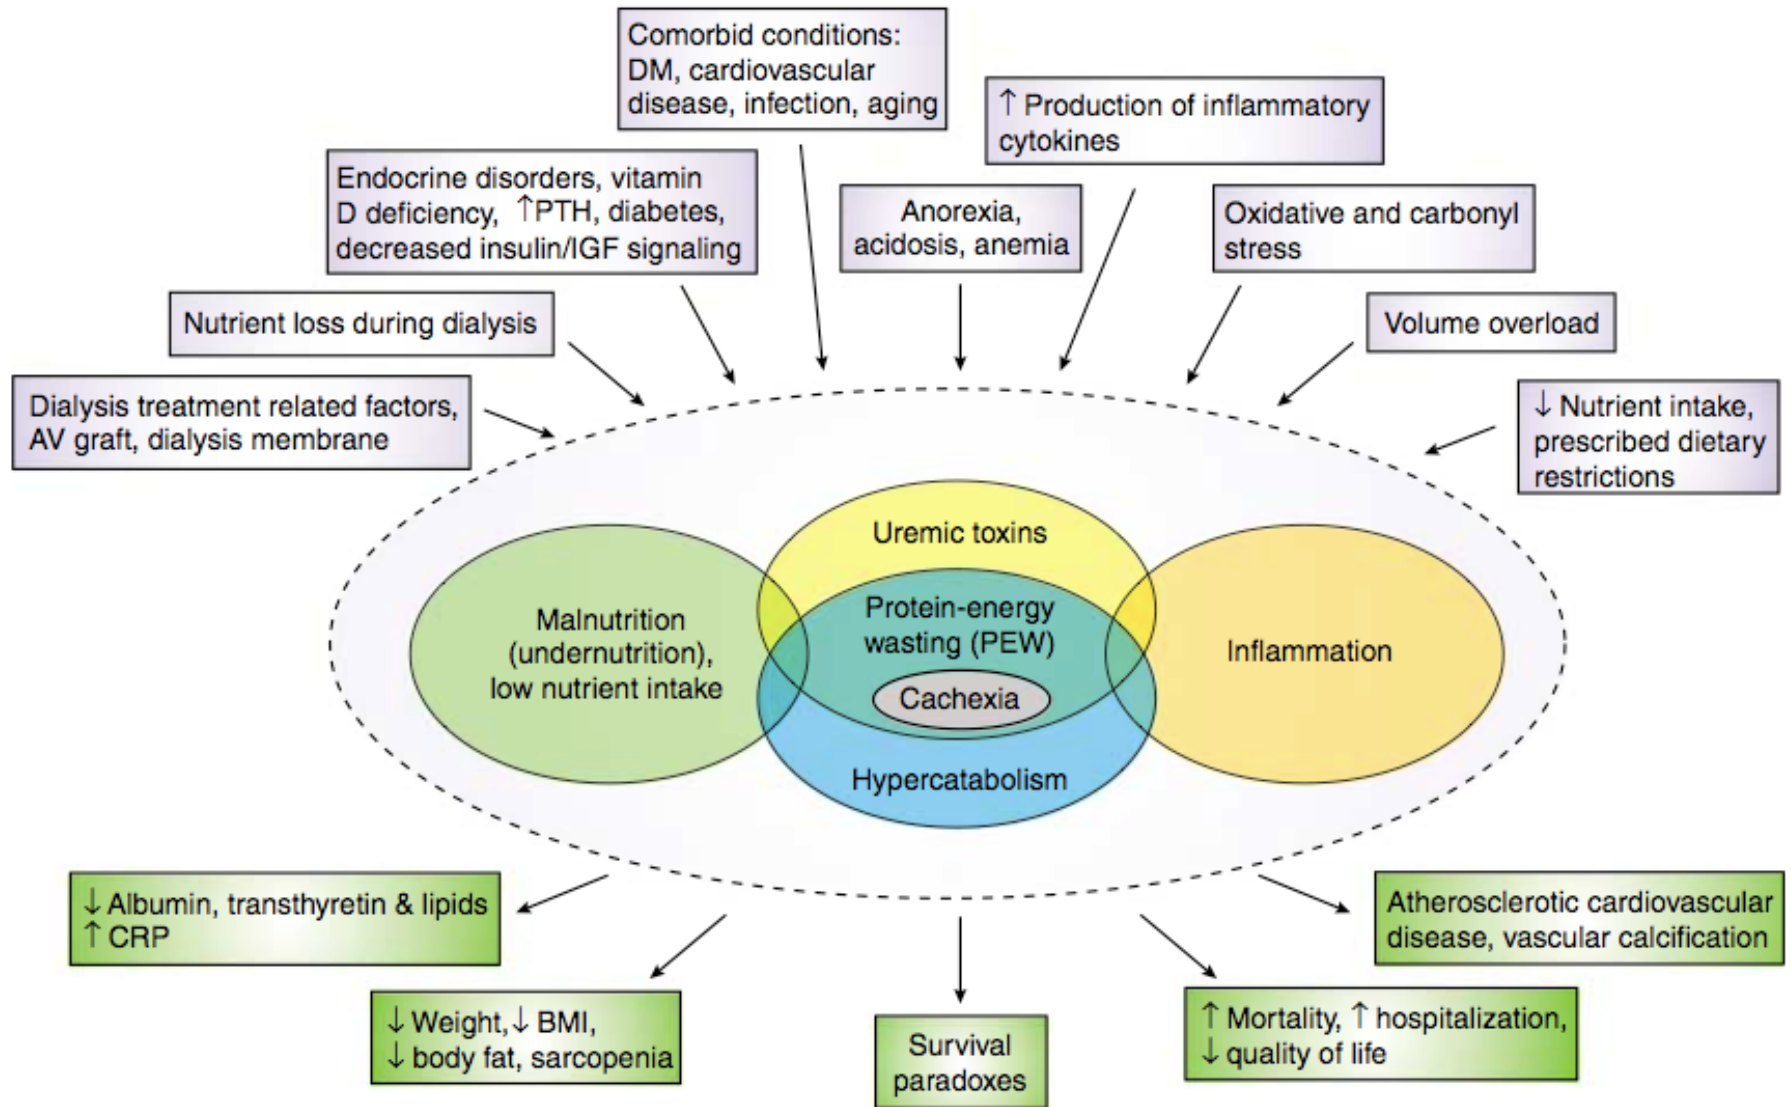 Comorbid conditions:
DM, cardiovascular
disease, infection, aging
↑ Production of inflammatory
cytokines
Endocrine disorders, vitamin
D deficiency, ↑PTH, diabetes,
decreased insulin/IGF signaling
Anorexia,
acidosis, anemia
Oxidative and carbonyl
stress
Nutrient loss during dialysis
Volume overload
Dialysis treatment related factors,
AV graft, dialysis membrane
↓ Nutrient intake,
prescribed dietary
restrictions
Uremic toxins
Malnutrition
(undernutrition),
low nutrient intake
Protein-energy
wasting (PEW)
Cachexia
Inflammation
Hypercatabolism
↓ Albumin, transthyretin & lipids
↑ CRP
Atherosclerotic cardiovascular
disease, vascular calcification
↓ Weight,↓ BMI,
↓ body fat, sarcopenia
Survival
paradoxes
↑ Mortality, ↑ hospitalization,
↓ quality of life